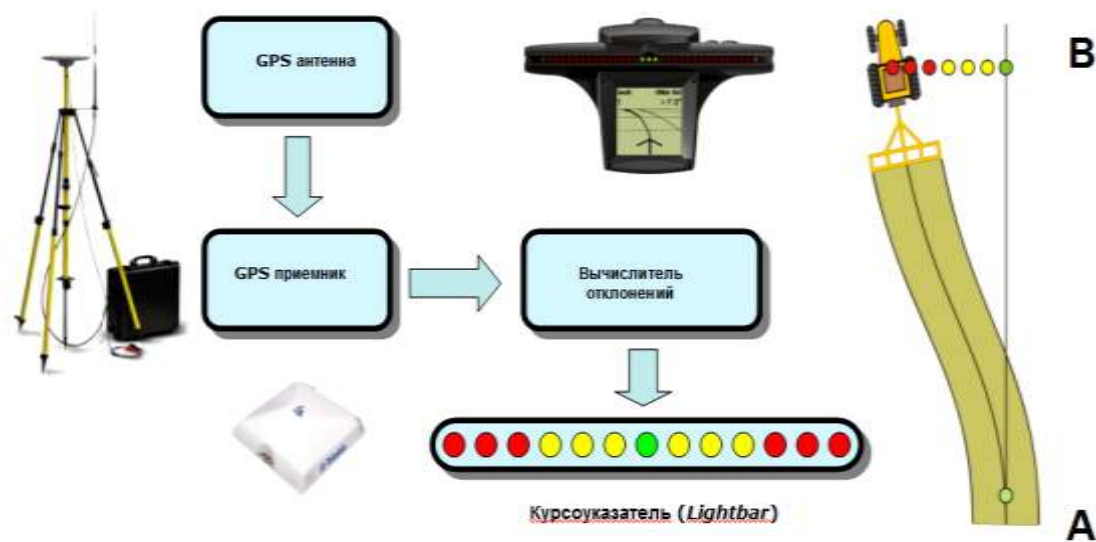 GPS антенна
B
GPS приемник
Вычислитель
отклонений
Курсоуказатель (Lightbar)
A